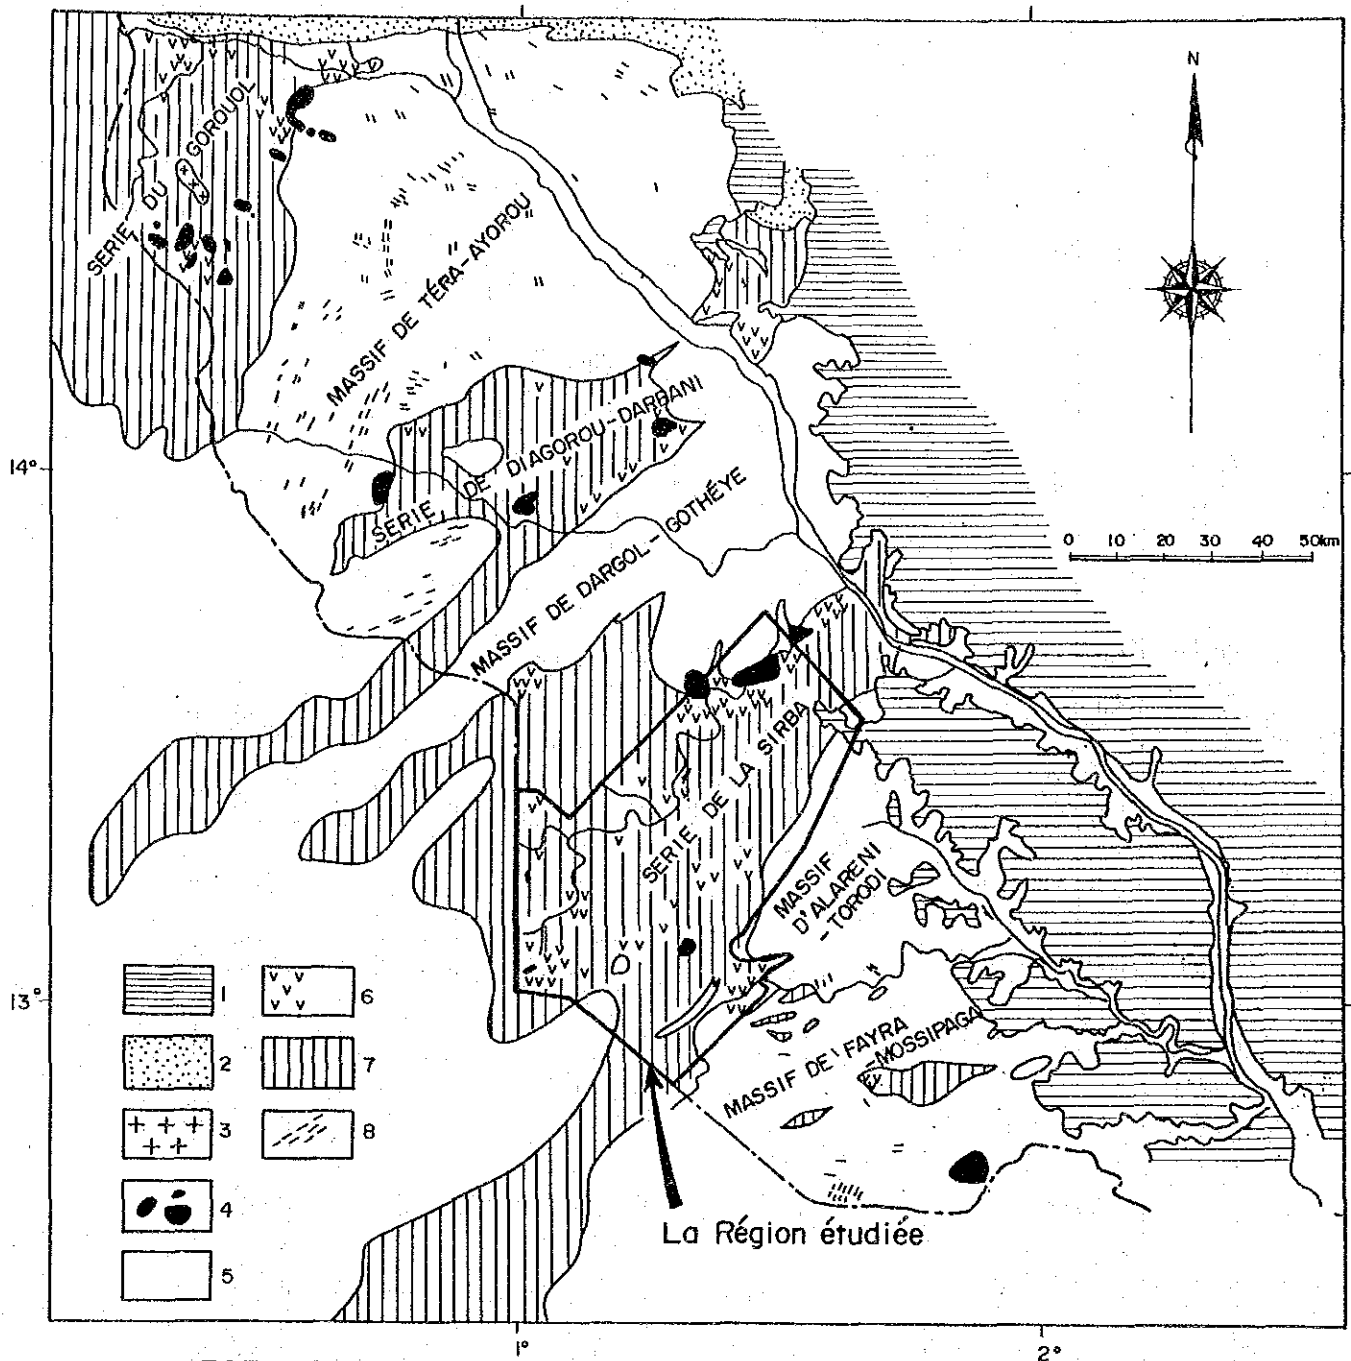 N
SERIE DU GOROUOL
MASSIF DE TÉRA-AYOROU
SERIE DE DIAGOROU-DARBANI
MASSIF DE DARGOL-GOTHÉYE
14°
0 10 20 30 40 50km
SERIE DE LA SIRBA
MASSIF
D'ALARENI
-TORODI
MASSIF DE FAYRA
-MOSSIPAGA
13°
1
6
2
7
3
8
4
5
La Région étudiée
1°
2°